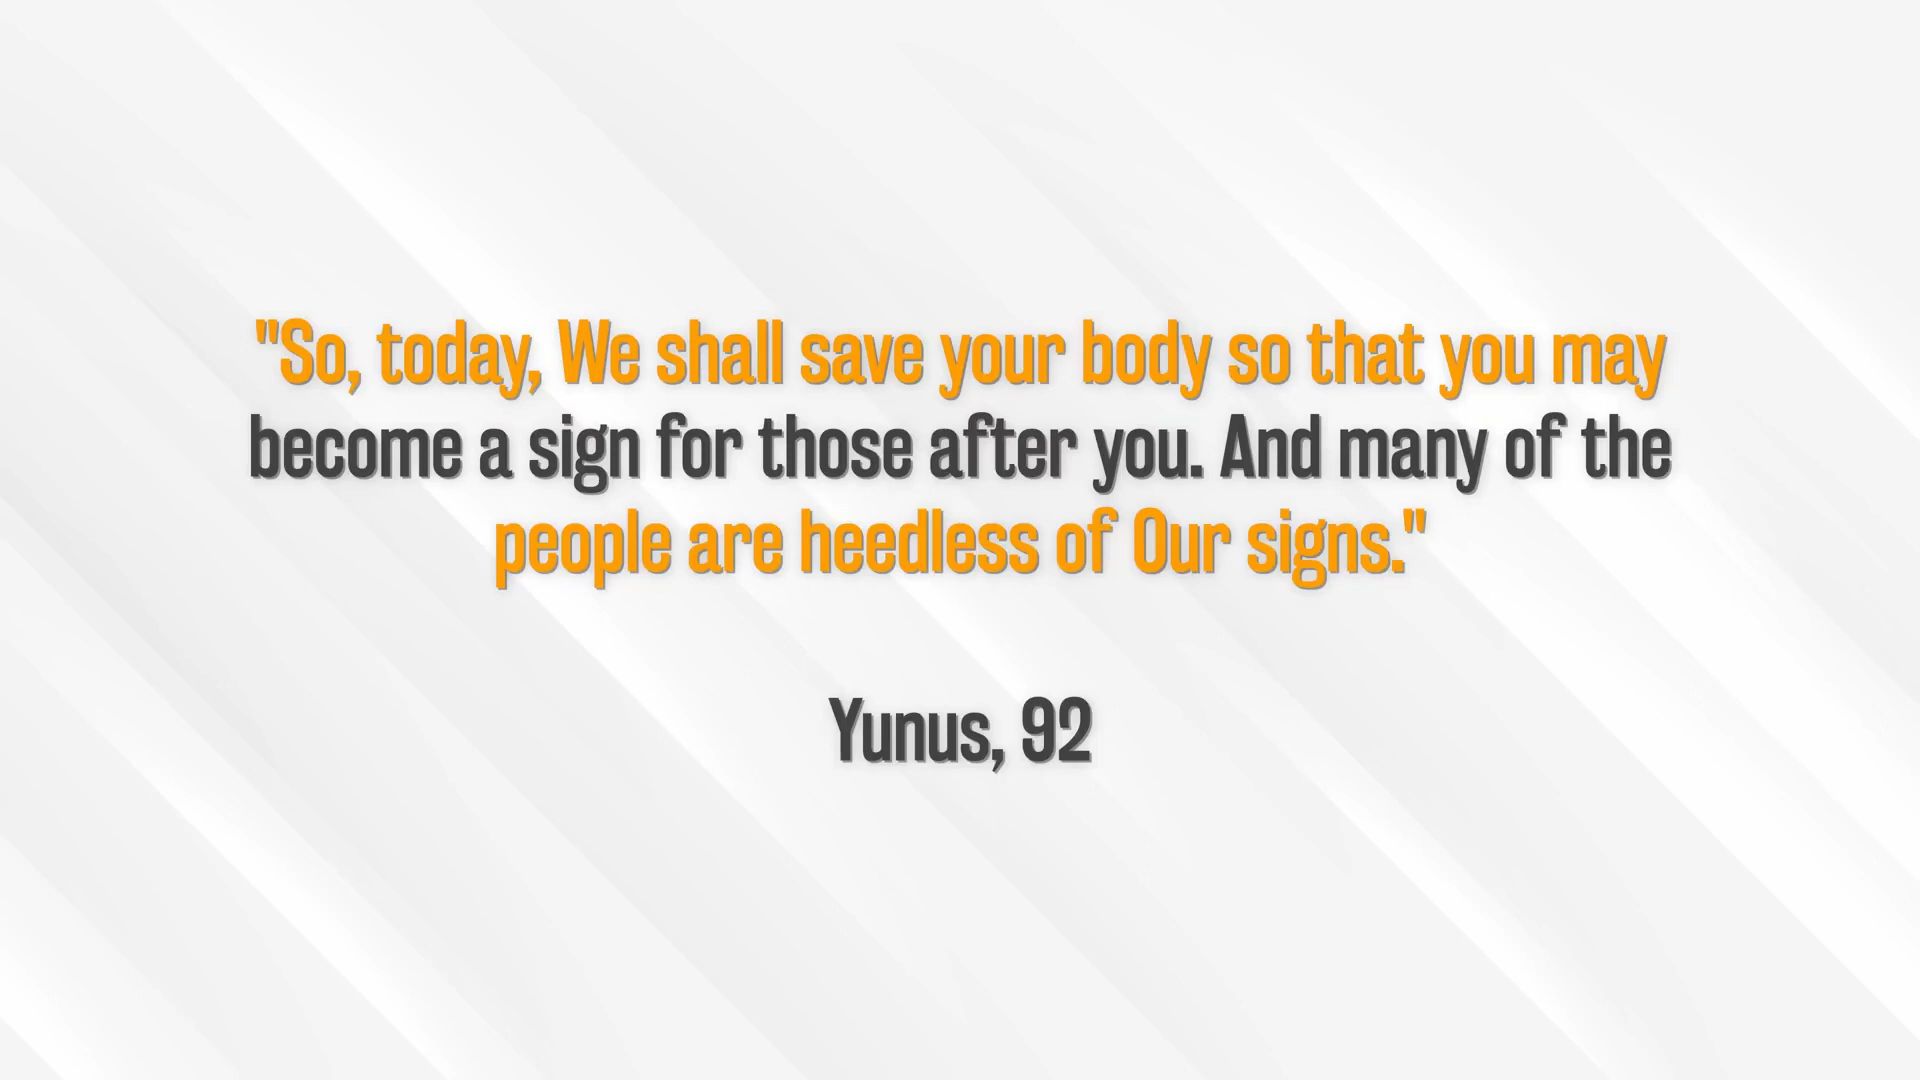 "So, today, We shall save your body so that you may
become a sign for those after you. And many of the
people are heedless of Our signs."
Yunus, 92